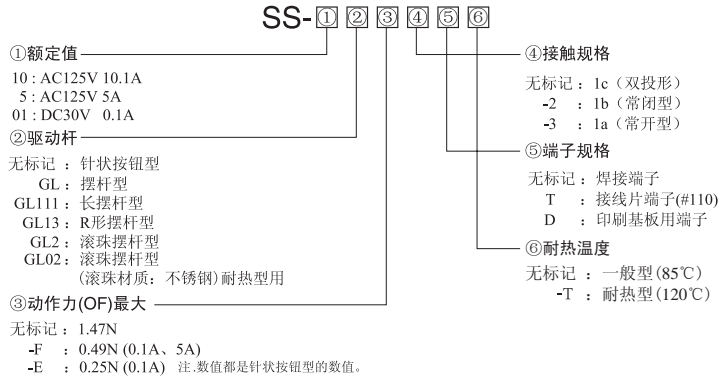 SS-①②③④⑤⑥
①额定值
10 : AC125V 10.1A
5 : AC125V 5A
01 : DC30V 0.1A
②驱动杆
无标记 : 针状按钮型
GL : 摆杆型
GL111 : 长摆杆型
GL13 : R形摆杆型
GL2 : 滚珠摆杆型
GL02 : 滚珠摆杆型
(滚珠材质: 不锈钢)耐热型用
③动作力(OF)最大
无标记 : 1.47N
-F : 0.49N (0.1A、5A)
-E : 0.25N (0.1A) 注.数值都是针状按钮型的数值。
④接触规格
无标记 : 1c（双投形）
-2 : 1b（常闭型）
-3 : 1a（常开型）
⑤端子规格
无标记 : 焊接端子
T : 接线片端子(#110)
D : 印刷基板用端子
⑥耐热温度
无标记 : 一般型(85℃)
-T : 耐热型(120℃)